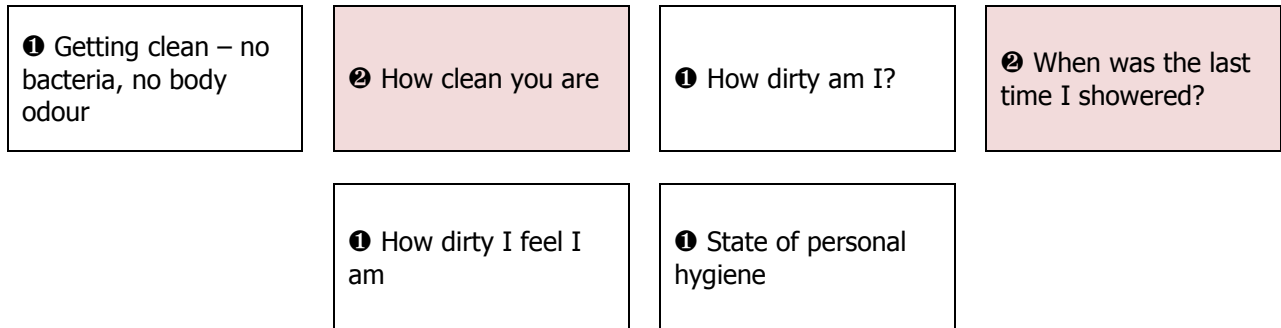 ❶ Getting clean – no
bacteria, no body
odour
❷ How clean you are
❶ How dirty am I?
❷ When was the last
time I showered?
❶ How dirty I feel I
am
❶ State of personal
hygiene